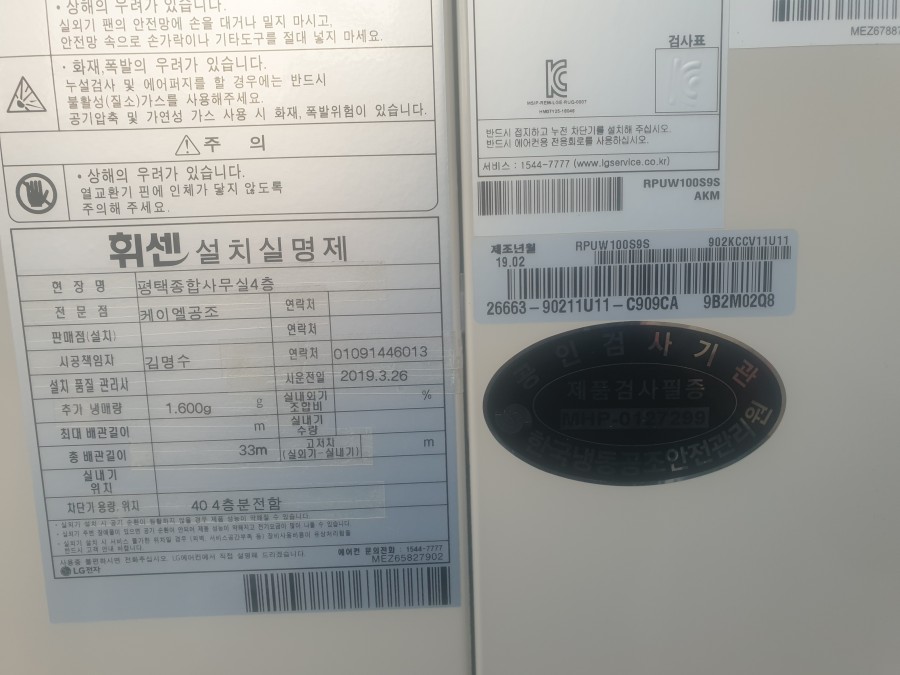 · 상해의 우려가 있습니다.
실외기 팬의 안전망에 손을 대거나 밀지 마시고,
안전망 속으로 손가락이나 기타도구를 절대 넣지 마세요.
· 화재,폭발의 우려가 있습니다.
누설검사 및 에어퍼지를 할 경우에는 반드시
불활성(질소)가스를 사용해주세요.
공기압축 및 가연성 가스 사용 시 화재, 폭발위험이 있습니다.
주 의
· 상해의 우려가 있습니다.
열교환기 핀에 인체가 닿지 않도록
주의해 주세요.
휘센 설치실명제
현 장 명 평택종합사무실4층
전 문 점 케이엘공조 연락처
판매점(설치) 연락처
시공책임자 김명수 연락처 01091446013
설치 품질 관리사 시운전일 2019.3.26
추가 냉매량 1.600g g 실내외기 조합비 %
최대 배관길이 m 실내기 수량
총 배관길이 33m 고저차 (실외기-실내기) m
실내기 위치
차단기 용량. 위치 40 4층분전함
에어컨 문의전화 : 1544-7777
MEZ65827902
LG전자
검사표
반드시 접지하고 누전 차단기를 설치해 주십시오.
반드시 에어컨용 전용회로를 사용하십시오.
서비스 : 1544-7777 (www.lgservice.co.kr)
RPUW100S9S
AKM
제조년월 RPUW100S9S 902KCCV11U11
19.02
26663-90211U11-C909CA 9B2M02Q8
공인검사기관
제품검사필증
한국냉동공조안전관리원